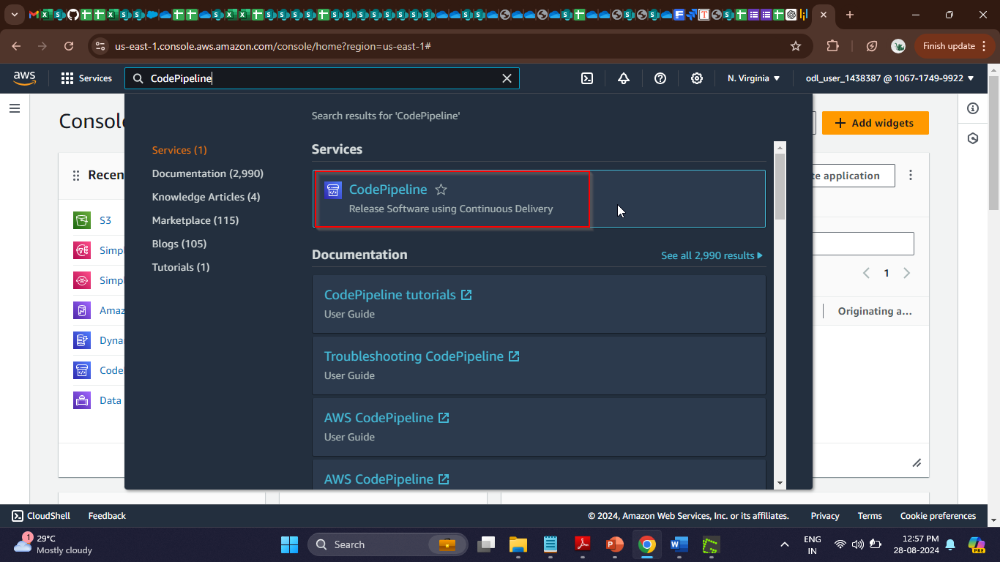 us-east-1.console.aws.amazon.com/console/home?region=us-east-1#
Finish update
aws
Services
CodePipeline
N. Virginia
odl_user_1438387 @ 1067-1749-9922
Search results for 'CodePipeline'
Services (1)
Documentation (2,990)
Knowledge Articles (4)
Marketplace (115)
Blogs (105)
Tutorials (1)
Services
CodePipeline
Release Software using Continuous Delivery
Documentation
See all 2,990 results
CodePipeline tutorials
User Guide
Troubleshooting CodePipeline
User Guide
AWS CodePipeline
User Guide
AWS CodePipeline
Add widgets
te application
1
Originating a...
Recen
S3
Simpl
Simpl
Amaz
Dyna
Code
Data
CloudShell
Feedback
© 2024, Amazon Web Services, Inc. or its affiliates.
Privacy
Terms
Cookie preferences
1
29°C
Mostly cloudy
Search
ENG
IN
12:57 PM
28-08-2024
PRE